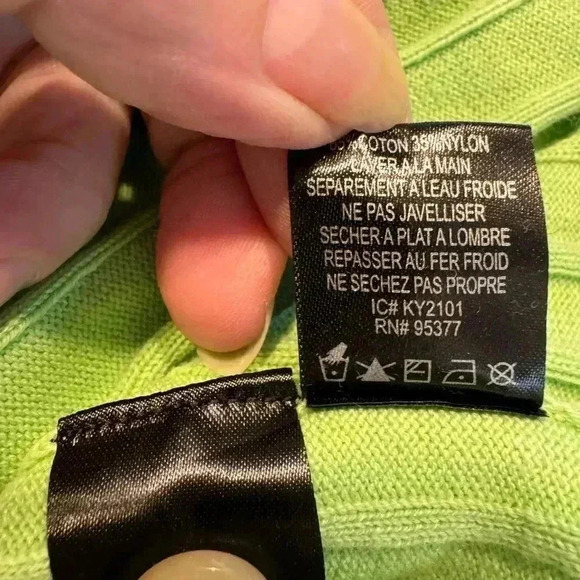 COTON 35% NYLON
LAVER A LA MAIN
SEPAREMENT A L'EAU FROIDE
NE PAS JAVELLISER
SECHER-A PLAT A LOMBRE
REPASSER AU FER FROID
NE SECHEZ PAS PROPRE
IC# KY2101
RN# 95377